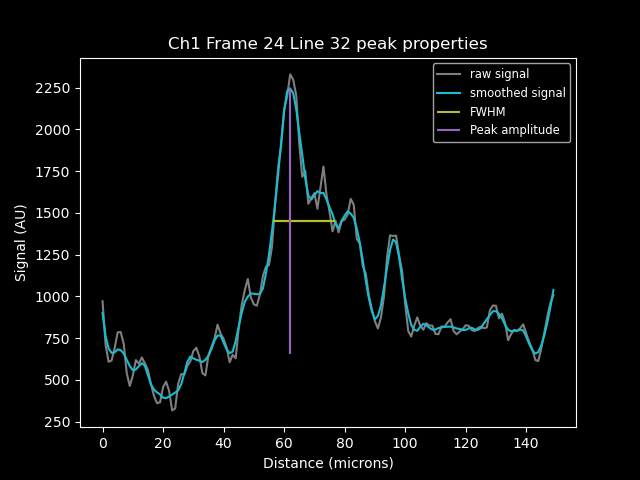 Ch1 Frame 24 Line 32 peak properties
raw signal
smoothed signal
FWHM
Peak amplitude
Signal (AU)
2250
2000
1750
1500
1250
1000
750
500
250
0 20 40 60 80 100 120 140
Distance (microns)